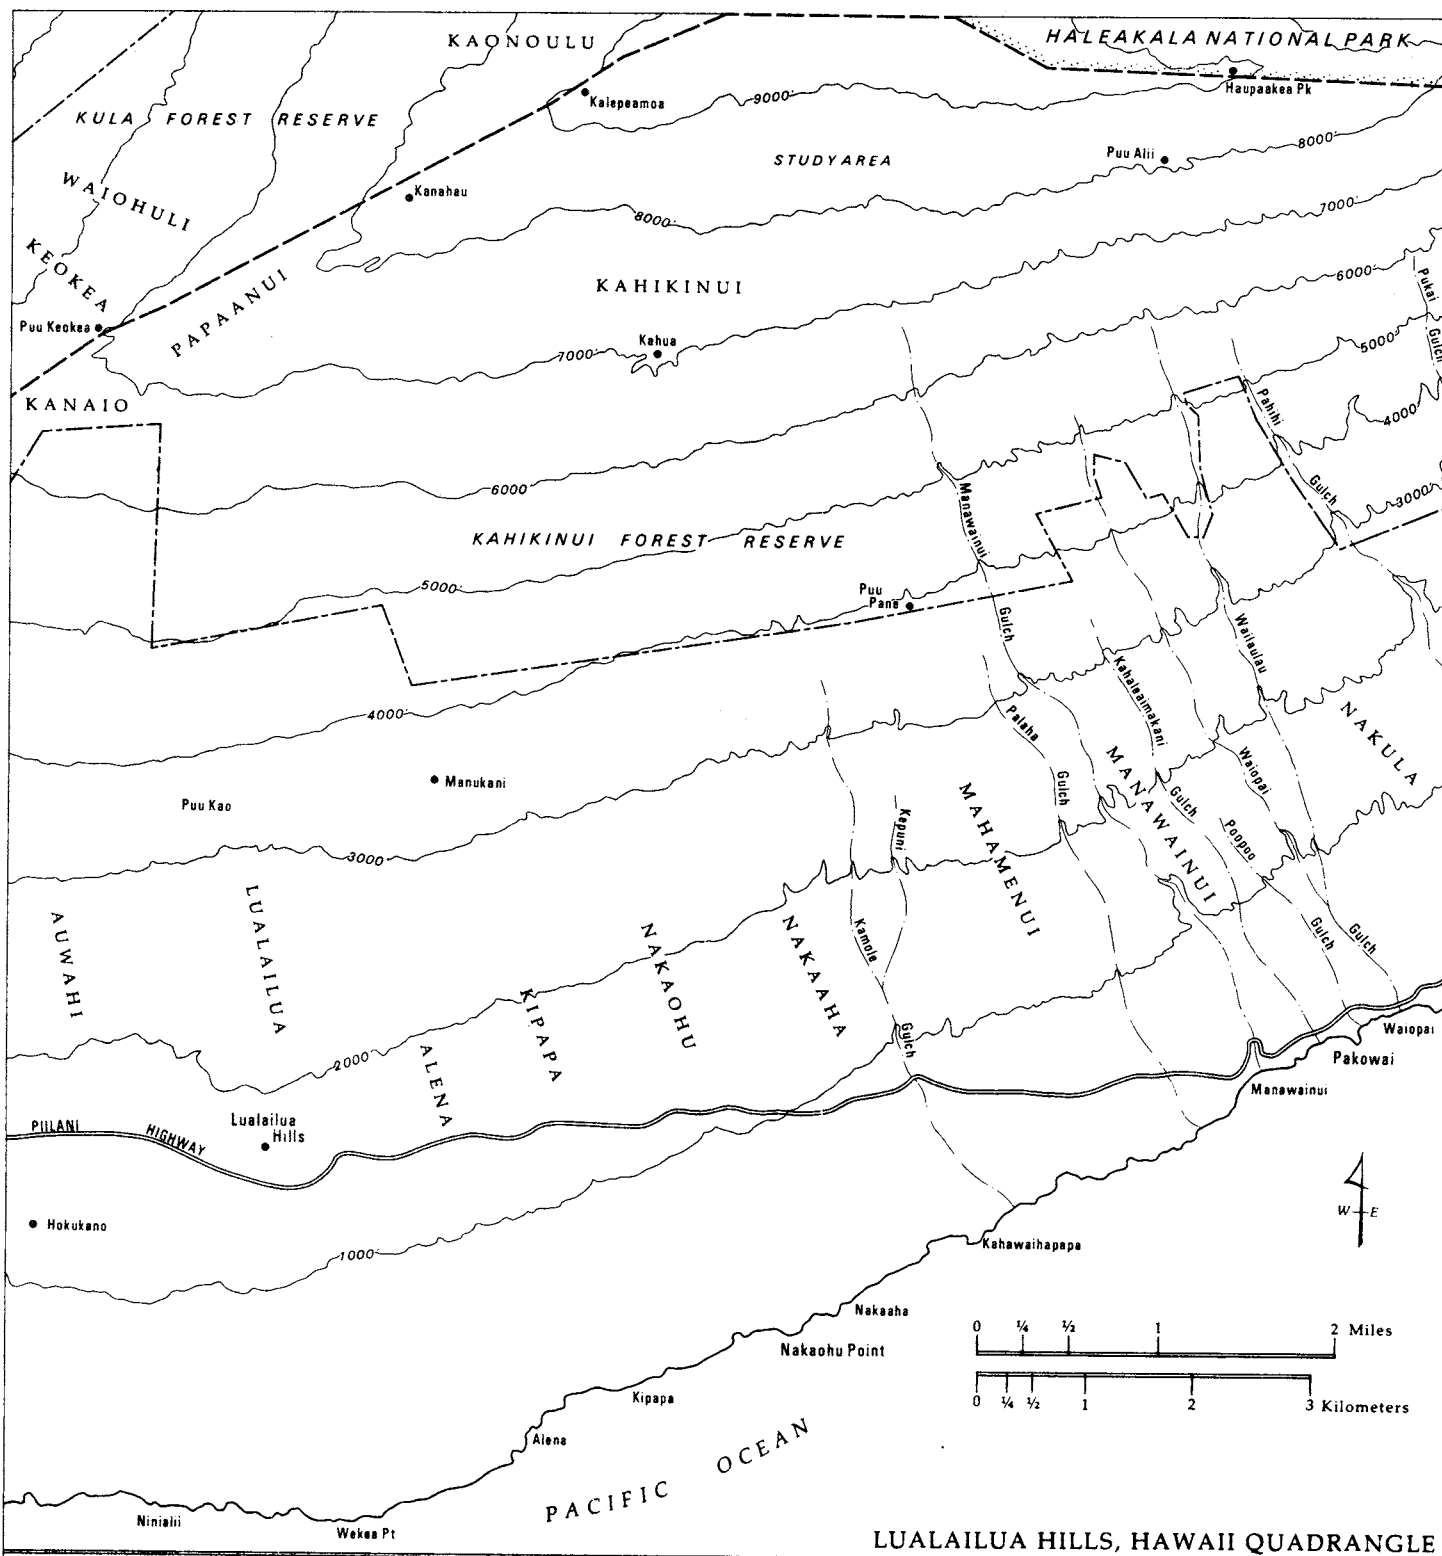 KAONOULU
HALEAKALA NATIONAL PARK
Haupaakea Pk
Kalepeamoa
9000'
KULA FOREST RESERVE
STUDY AREA
Puu Alii
8000'
WAIOHULI
Kanahau
8000'
7000'
KEOKEA
PAPAANUI
KAHIKINUI
6000'
Pukai
Gulch
Puu Keokea
7000'
Kahua
5000'
KANAIO
Pahihi
Gulch
4000'
6000'
Manawainui
Gulch
3000'
KAHIKINUI FOREST RESERVE
5000'
Puu
Pane
Wailaulau
Kahaleaimakani
Gulch
4000'
Palaha
Gulch
NAKULA
MANAWAINUI
Waiopai
Gulch
Manukani
Puu Kao
Kepuni
MAHAMENUI
Poopoo
Gulch
3000'
AUWAHI
LUALAILUA
NAKAOHU
NAKAAHA
Kamole
Gulch
KIPAPA
ALENA
2000'
Waiopai
Pakowai
Manawainui
PIILANI HIGHWAY
Lualailua
Hills
Hokukano
1000'
W E
Kahawaihapapa
Nakaaha
Nakaohu Point
0 ¼ ½ 1 2 Miles
0 ¼ ½ 1 2 3 Kilometers
Kipapa
Alena
PACIFIC OCEAN
Ninialii
Wekea Pt
LUALAILUA HILLS, HAWAII QUADRANGLE